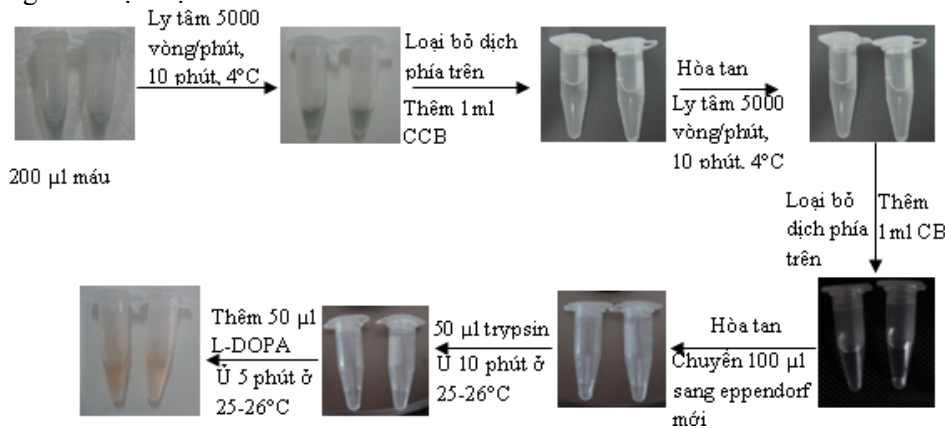 Ly tâm 5000
vòng/phút,
10 phút, 4°C
Loại bỏ dịch
phía trên
Thêm 1ml
CCB
Hòa tan
Ly tâm 5000
vòng/phút,
10 phút. 4°C
200 µl máu
Loại bỏ
dịch phía
trên
Thêm
1ml CB
Hòa tan
Chuyển 100 µl
sang eppendorf
mới
50 µl trypsin
Ủ 10 phút ở
25-26°C
Thêm 50 µl
L-DOPA
Ủ 5 phút ở
25-26°C